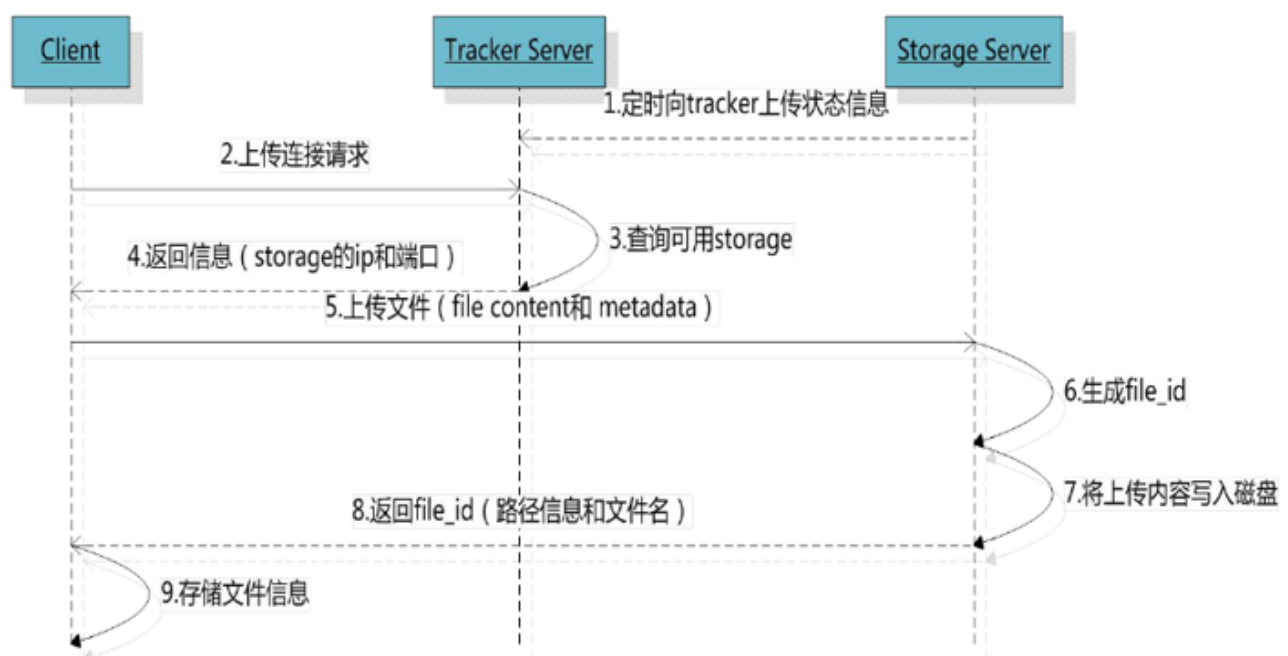 Client
Tracker Server
Storage Server
1.定时向tracker上传状态信息
2.上传连接请求
3.查询可用storage
4.返回信息（storage的ip和端口）
5.上传文件（file content和 metadata）
6.生成file_id
7.将上传内容写入磁盘
8.返回file_id（路径信息和文件名）
9.存储文件信息